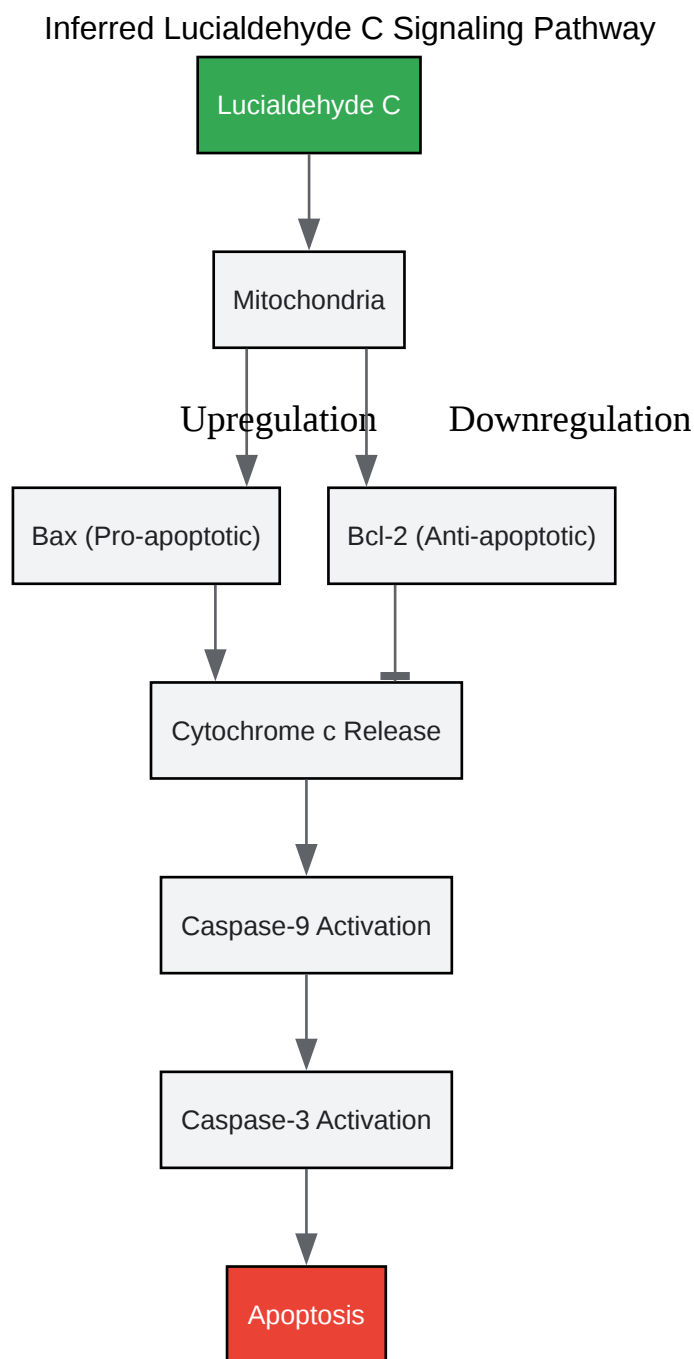 Inferred Lucialdehyde C Signaling Pathway
Lucialdehyde C
Mitochondria
Upregulation
Downregulation
Bax (Pro-apoptotic)
Bcl-2 (Anti-apoptotic)
Cytochrome c Release
Caspase-9 Activation
Caspase-3 Activation
Apoptosis